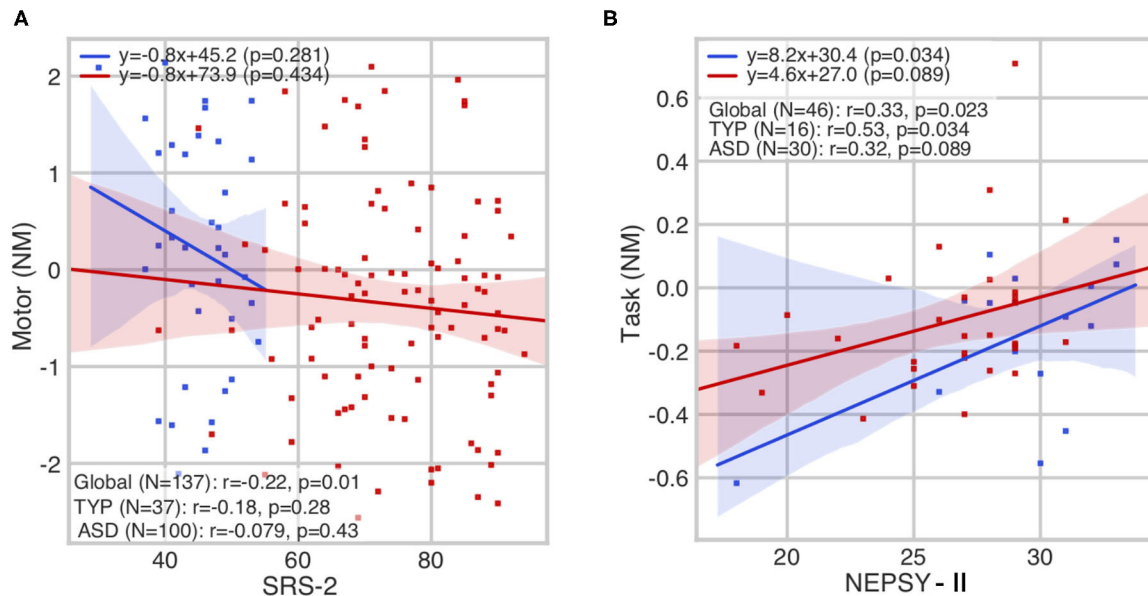 A
y=-0.8x+45.2 (p=0.281)
y=-0.8x+73.9 (p=0.434)
2
1
0
-1
-2
Motor (NM)
Global (N=137): r=-0.22, p=0.01
TYP (N=37): r=-0.18, p=0.28
ASD (N=100): r=-0.079, p=0.43
40
60
80
SRS-2
B
y=8.2x+30.4 (p=0.034)
y=4.6x+27.0 (p=0.089)
Global (N=46): r=0.33, p=0.023
TYP (N=16): r=0.53, p=0.034
ASD (N=30): r=0.32, p=0.089
0.6
0.4
0.2
0.0
-0.2
-0.4
-0.6
Task (NM)
20
25
30
NEPSY - II